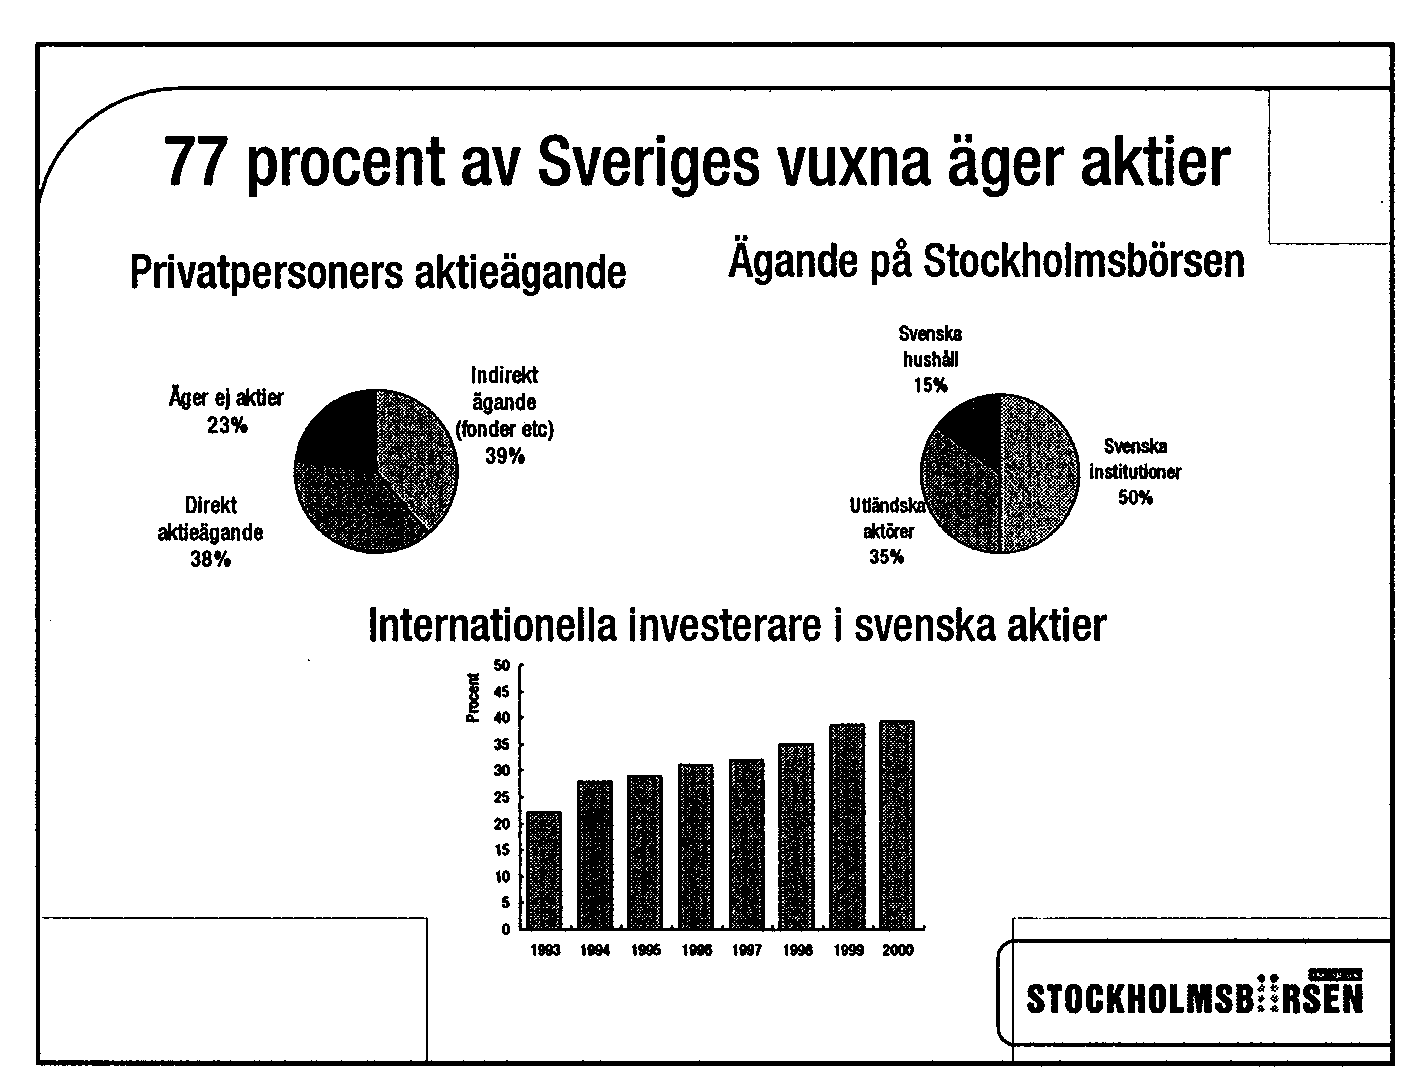 77 procent av Sveriges vuxna äger aktier
Privatpersoners aktieägande
Äger ej aktier
23%
Indirekt
ägande
(fonder etc)
39%
Direkt
aktieägande
38%
Ägande på Stockholmsbörsen
Svenska
hushåll
15%
Svenska
institutioner
50%
Utländska
aktörer
35%
Internationella investerare i svenska aktier
Procent
50
45
40
35
30
25
20
15
10
5
0
1993 1994 1995 1996 1997 1998 1999 2000
STOCKHOLMSBÖRSEN